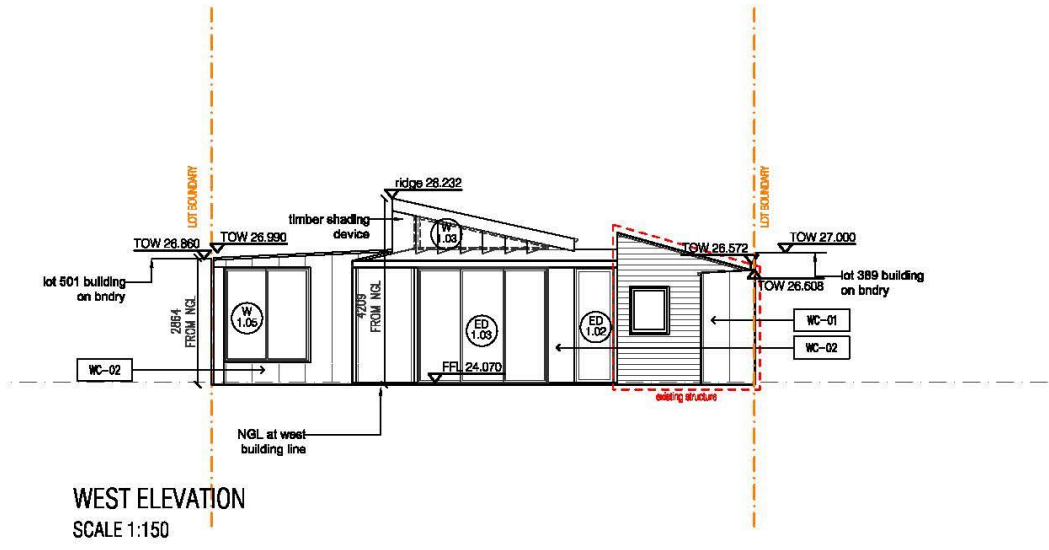 LOT BOUNDARY
LOT BOUNDARY
ridge 28.232
timber shading
device
W
1.03
TOW 26.860
TOW 26.990
TOW 26.572
TOW 27.000
lot 501 building
on bndry
lot 389 building
on bndry
TOW 26.608
2864
FROM NGL
W
1.05
4209
FROM NGL
ED
1.03
ED
1.02
WC-01
WC-02
WC-02
FFL 24.070
existing structure
NGL at west
building line
WEST ELEVATION
SCALE 1:150